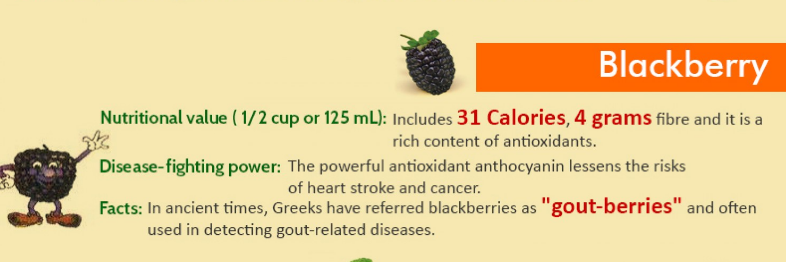 Blackberry
Nutritional value ( 1/2 cup or 125 mL): Includes 31 Calories, 4 grams fibre and it is a
rich content of antioxidants.
Disease-fighting power: The powerful antioxidant anthocyanin lessens the risks
of heart stroke and cancer.
Facts: In ancient times, Greeks have referred blackberries as "gout-berries" and often
used in detecting gout-related diseases.